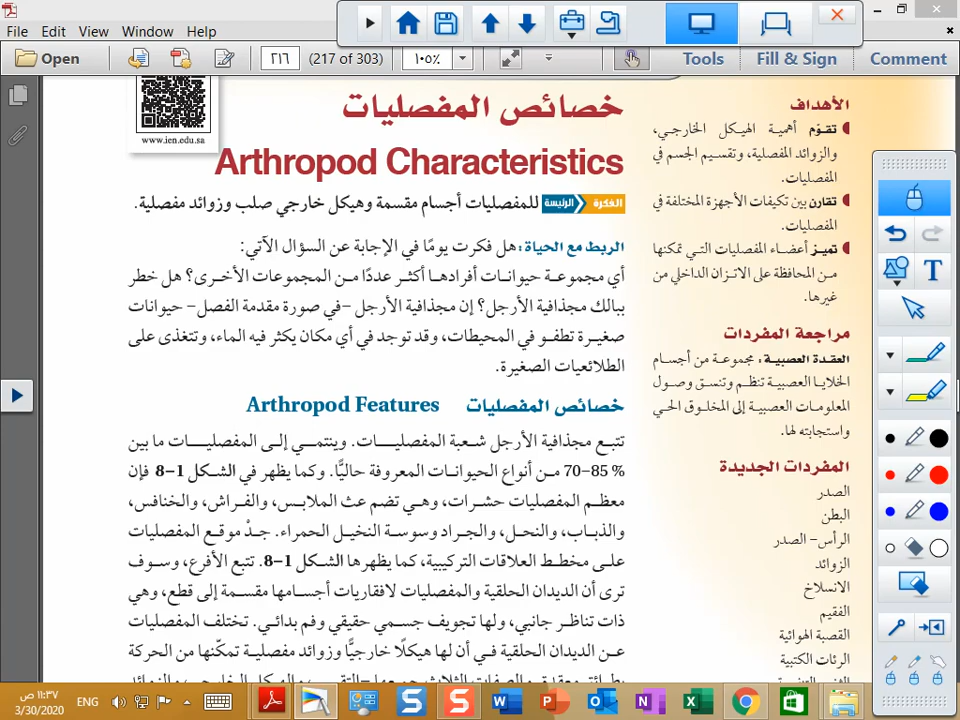 File Edit View Window Help
Open ٢١٦ (217 of 303) ١٠٥% Tools Fill & Sign Comment
www.ien.edu.sa
خصائص المفصليات
Arthropod Characteristics
الفكرة الرئيسة للمفصليات أجسام مقسمة وهيكل خارجي صلب وزوائد مفصلية.
الربط مع الحياة: هل فكرت يومًا في الإجابة عن السؤال الآتي:
أي مجموعة حيوانات أفرادها أكثر عددًا من المجموعات الأخرى؟ هل خطر
ببالك مجذافية الأرجل؟ إن مجذافية الأرجل -في صورة مقدمة الفصل- حيوانات
صغيرة تطفو في المحيطات، وقد توجد في أي مكان يكثر فيه الماء، وتتغذى على
الطلائعيات الصغيرة.
خصائص المفصليات Arthropod Features
تتبع مجذافية الأرجل شعبة المفصليات. وينتمي إلى المفصليات ما بين
70–85 % من أنواع الحيوانات المعروفة حاليًّا. وكما يظهر في الشكل 1–8 فإن
معظم المفصليات حشرات، وهي تضم عث الملابس، والفراش، والخنافس،
والذباب، والنحل، والجراد وسوسة النخيل الحمراء. جدْ موقع المفصليات
على مخطط العلاقات التركيبية، كما يظهرها الشكل 1–8. تتبع الأفرع، وسوف
ترى أن الديدان الحلقية والمفصليات لافقاريات أجسامها مقسمة إلى قطع، وهي
ذات تناظر جانبي، ولها تجويف جسمي حقيقي وفم بدائي. تختلف المفصليات
عن الديدان الحلقية في أن لها هيكلًا خارجيًّا وزوائد مفصلية تمكّنها من الحركة
الأهداف
تقوّم أهمية الهيكل الخارجي،
والزوائد المفصلية، وتقسيم الجسم في
المفصليات.
تقارن بين تكيفات الأجهزة المختلفة في
المفصليات.
تميز أعضاء المفصليات التي تمكنها
من المحافظة على الاتزان الداخلي من
غيرها.
مراجعة المفردات
العقدة العصبية: مجموعة من أجسام
الخلايا العصبية تنظم وتنسق وصول
المعلومات العصبية إلى المخلوق الحي
واستجابته لها.
المفردات الجديدة
الصدر
البطن
الرأس- الصدر
الزوائد
الانسلاخ
الفقيم
القصبة الهوائية
الرئات الكتبية
T
ENG ١١:٣٧ ص
3/30/2020